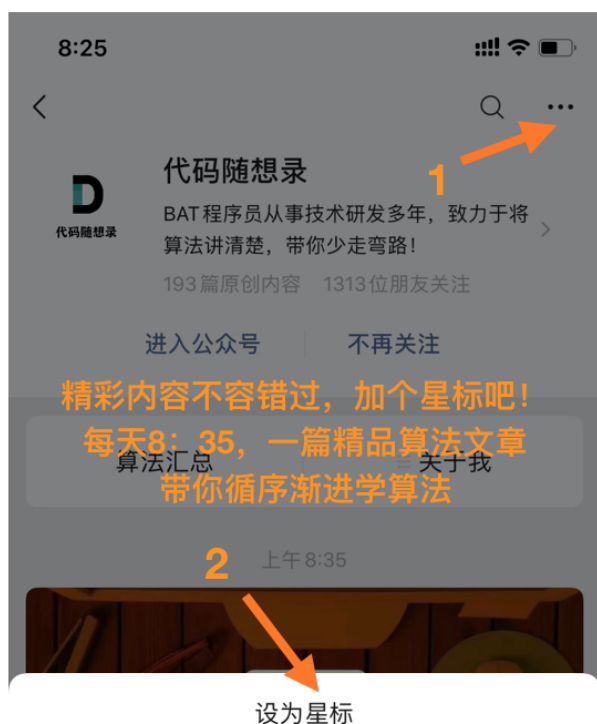 8:25
1
代码随想录
D
代码随想录
BAT程序员从事技术研发多年，致力于将
算法讲清楚，带你少走弯路！
193篇原创内容 1313位朋友关注
进入公众号 不再关注
精彩内容不容错过，加个星标吧！
每天8：35，一篇精品算法文章
算法汇总 关于我
带你循序渐进学算法
2
上午8:35
设为星标